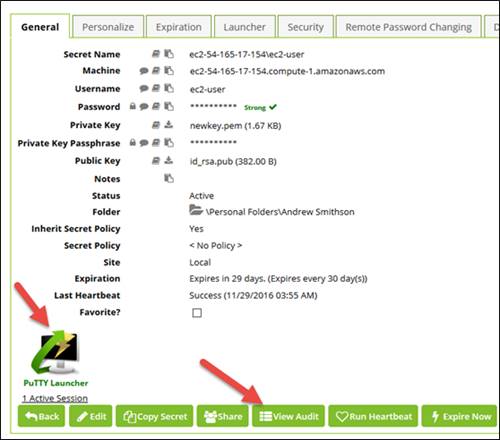 General Personalize Expiration Launcher Security Remote Password Changing
Secret Name ec2-54-165-17-154\ec2-user
Machine ec2-54-165-17-154.compute-1.amazonaws.com
Username ec2-user
Password ********** Strong
Private Key newkey.pem (1.67 KB)
Private Key Passphrase **********
Public Key id_rsa.pub (382.00 B)
Notes
Status Active
Folder \Personal Folders\Andrew Smithson
Inherit Secret Policy Yes
Secret Policy < No Policy >
Site Local
Expiration Expires in 29 days. (Expires every 30 day(s))
Last Heartbeat Success (11/29/2016 03:55 AM)
Favorite?
PuTTY Launcher
1 Active Session
Back Edit Copy Secret Share View Audit Run Heartbeat Expire Now